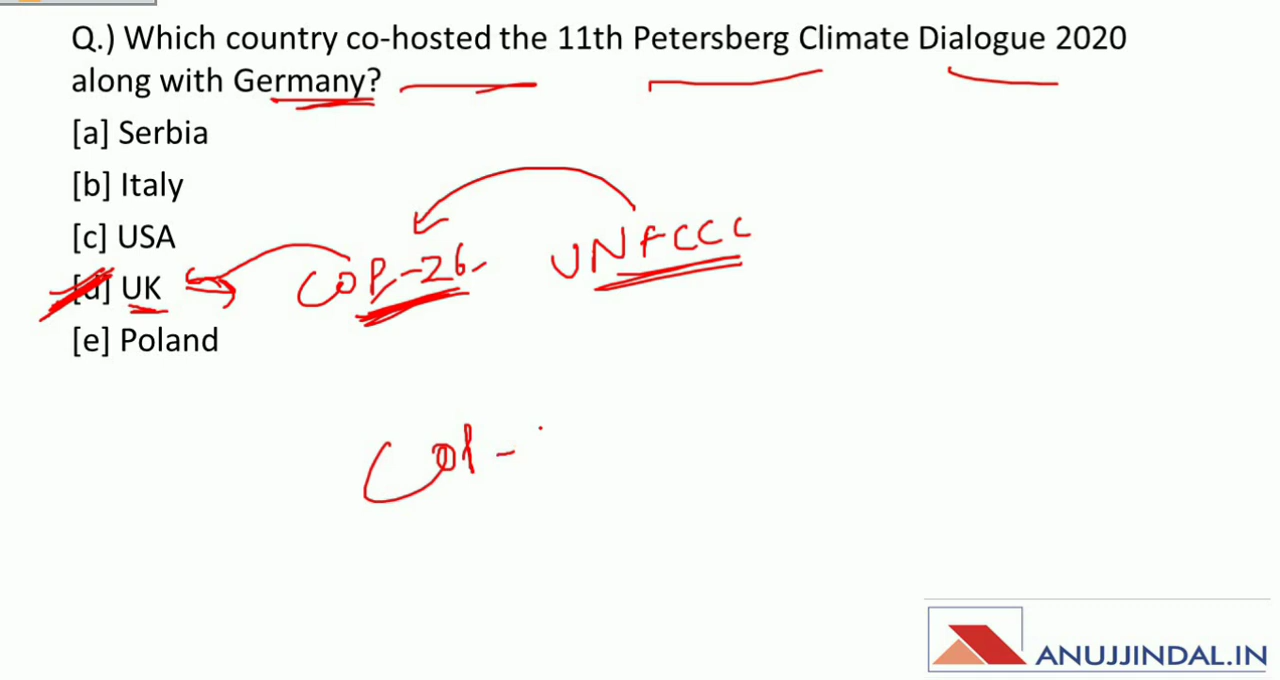 Q.) Which country co-hosted the 11th Petersberg Climate Dialogue 2020
along with Germany?
[a] Serbia
[b] Italy
[c] USA
[d] UK
[e] Poland
COP-26- UNFCCC
ANUJJINDAL.IN